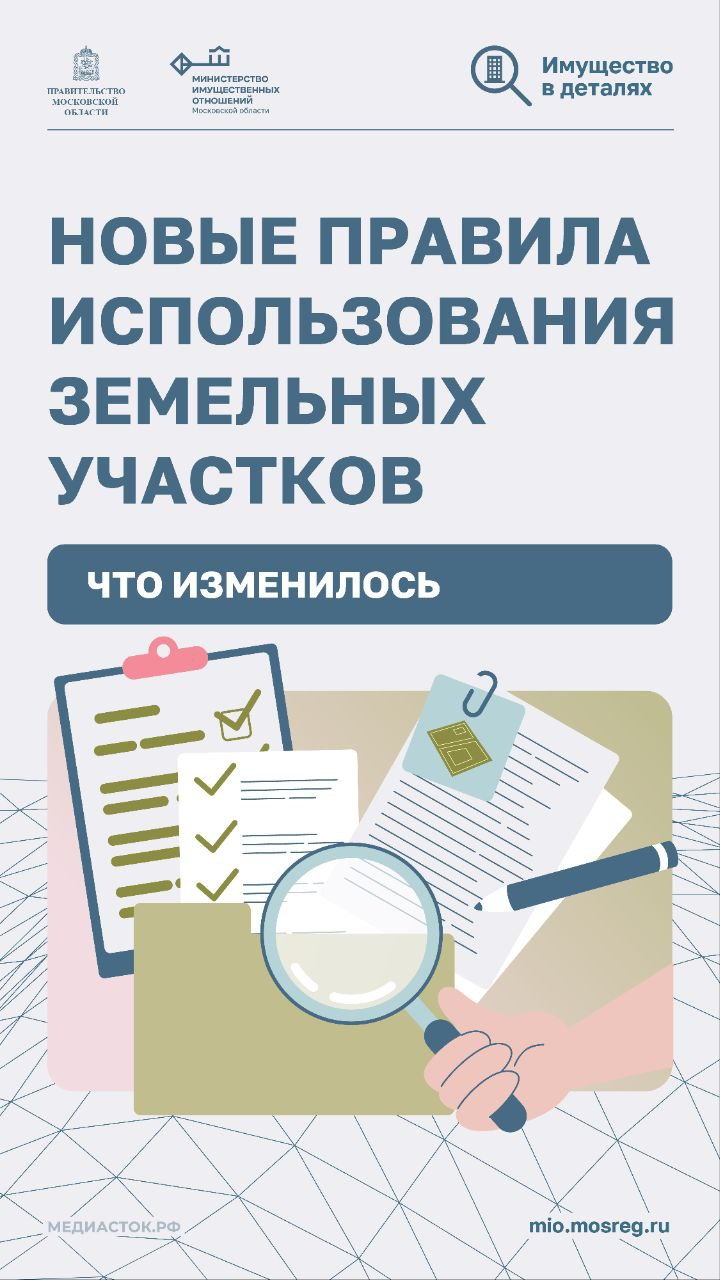 ПРАВИТЕЛЬСТВО
МОСКОВСКОЙ
ОБЛАСТИ
МИНИСТЕРСТВО
ИМУЩЕСТВЕННЫХ
ОТНОШЕНИЙ
Московской области
Имущество
в деталях
НОВЫЕ ПРАВИЛА
ИСПОЛЬЗОВАНИЯ
ЗЕМЕЛЬНЫХ
УЧАСТКОВ
ЧТО ИЗМЕНИЛОСЬ
МЕДИАСТОК.РФ
mio.mosreg.ru